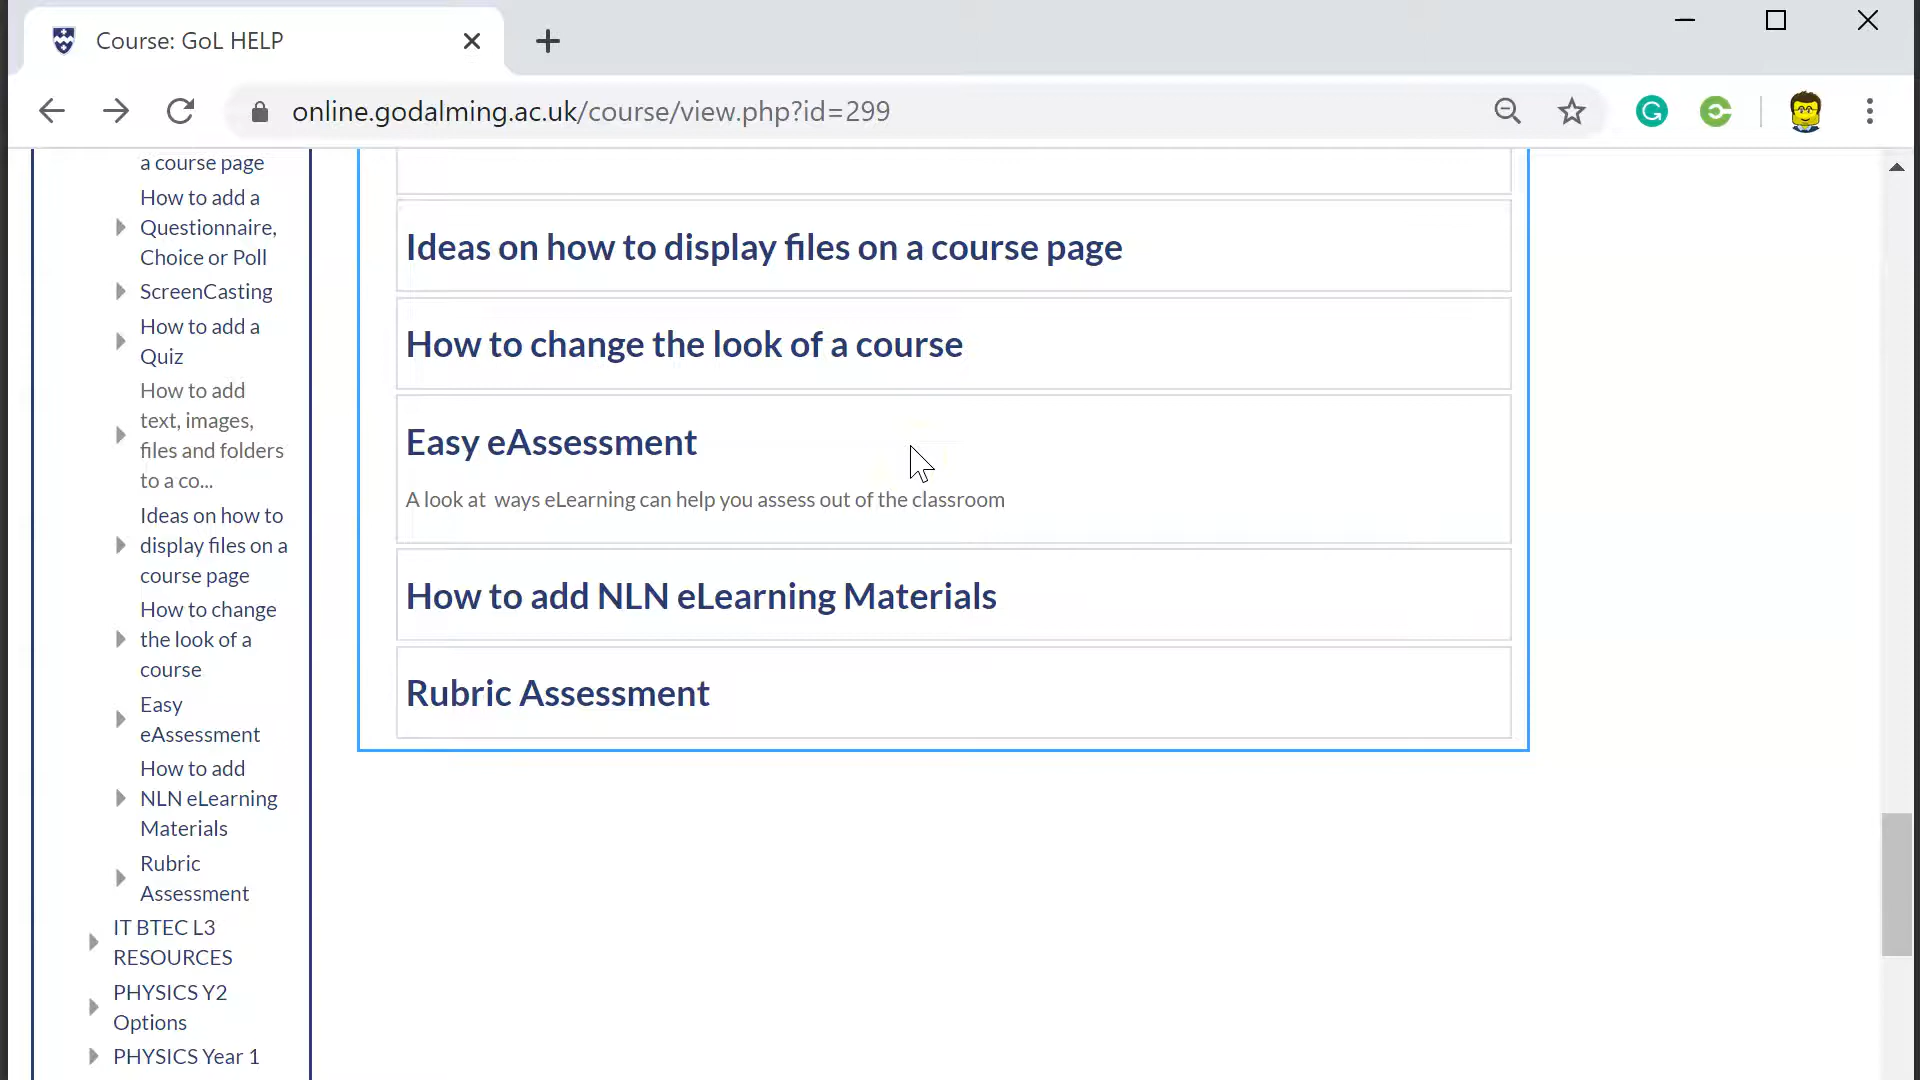 Course: GoL HELP
online.godalming.ac.uk/course/view.php?id=299
a course page
How to add a
Questionnaire,
Choice or Poll
ScreenCasting
How to add a
Quiz
How to add
text, images,
files and folders
to a co...
Ideas on how to
display files on a
course page
How to change
the look of a
course
Easy
eAssessment
How to add
NLN eLearning
Materials
Rubric
Assessment
IT BTEC L3
RESOURCES
PHYSICS Y2
Options
PHYSICS Year 1
Ideas on how to display files on a course page
How to change the look of a course
Easy eAssessment
A look at  ways eLearning can help you assess out of the classroom
How to add NLN eLearning Materials
Rubric Assessment